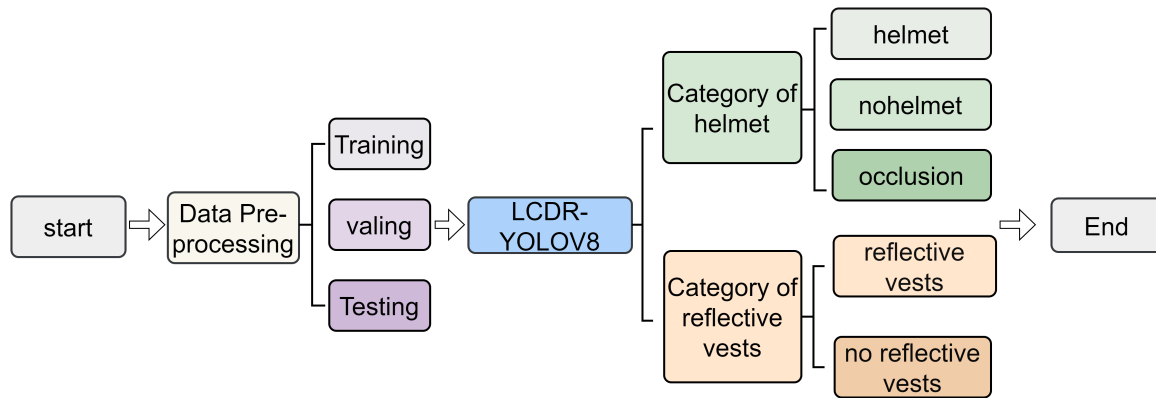 start
Data Pre-
processing
Training
valing
Testing
LCDR-
YOLOV8
Category of
helmet
helmet
nohelmet
occlusion
Category of
reflective
vests
reflective
vests
no reflective
vests
End